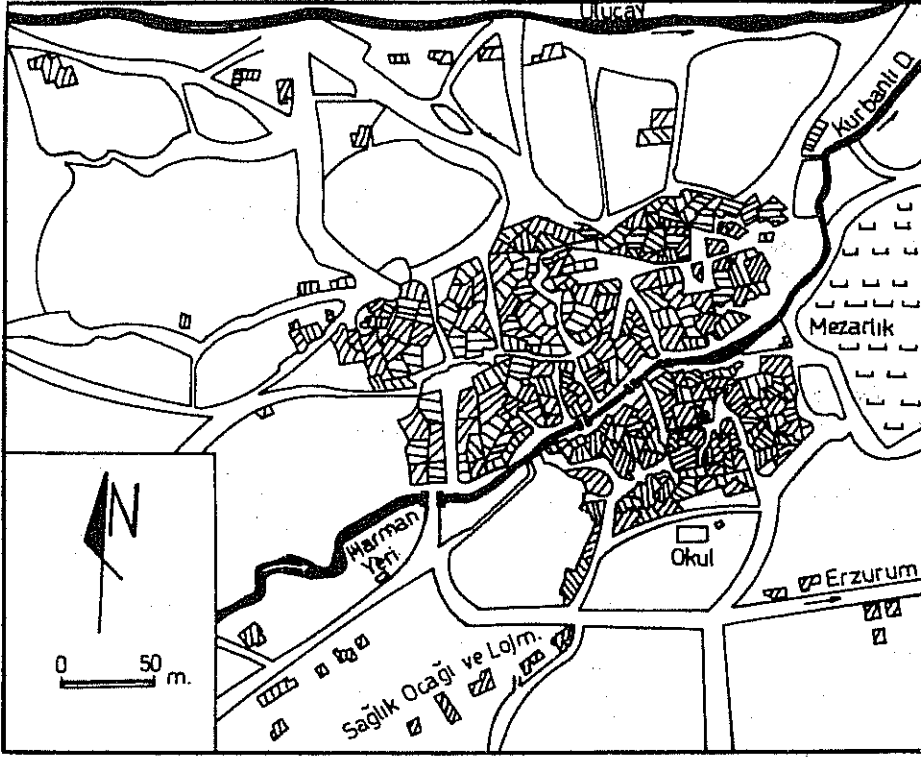 Uluçay
Kurbanlı D.
Mezarlık
N
Harman
Yeri
Okul
Erzurum
0 50 m.
Sağlık Ocağı ve Lojm.